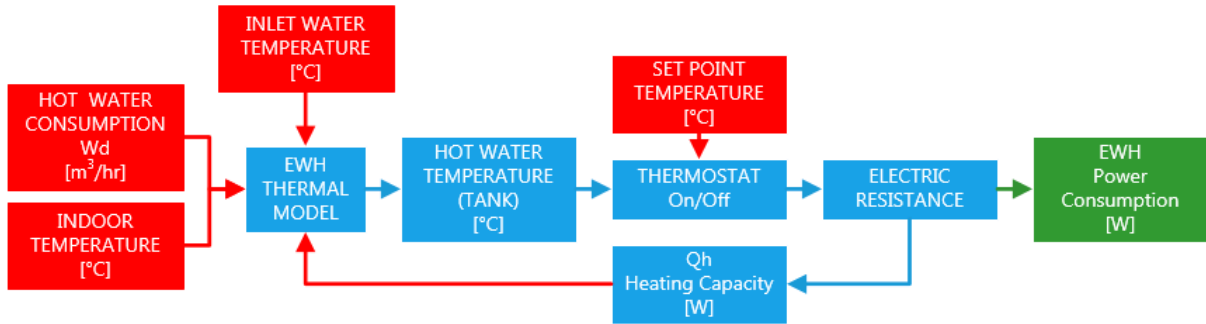 INLET WATER
TEMPERATURE
[°C]
HOT WATER
CONSUMPTION
Wd
[m³/hr]
INDOOR
TEMPERATURE
[°C]
EWH
THERMAL
MODEL
HOT WATER
TEMPERATURE
(TANK)
[°C]
SET POINT
TEMPERATURE
[°C]
THERMOSTAT
On/Off
ELECTRIC
RESISTANCE
EWH
Power
Consumption
[W]
Qh
Heating Capacity
[W]